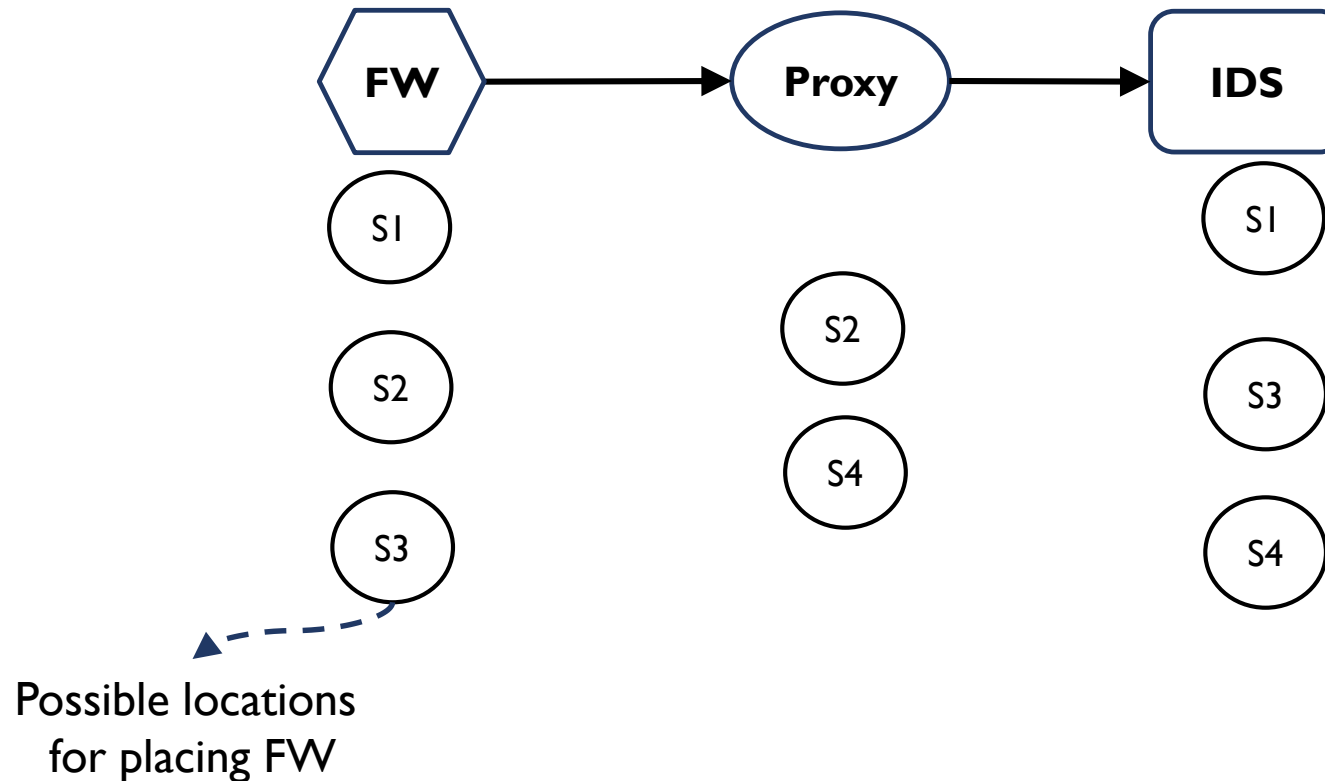 FW
Proxy
IDS
S1
S1
S2
S2
S3
S4
S3
S4
Possible locations
for placing FW